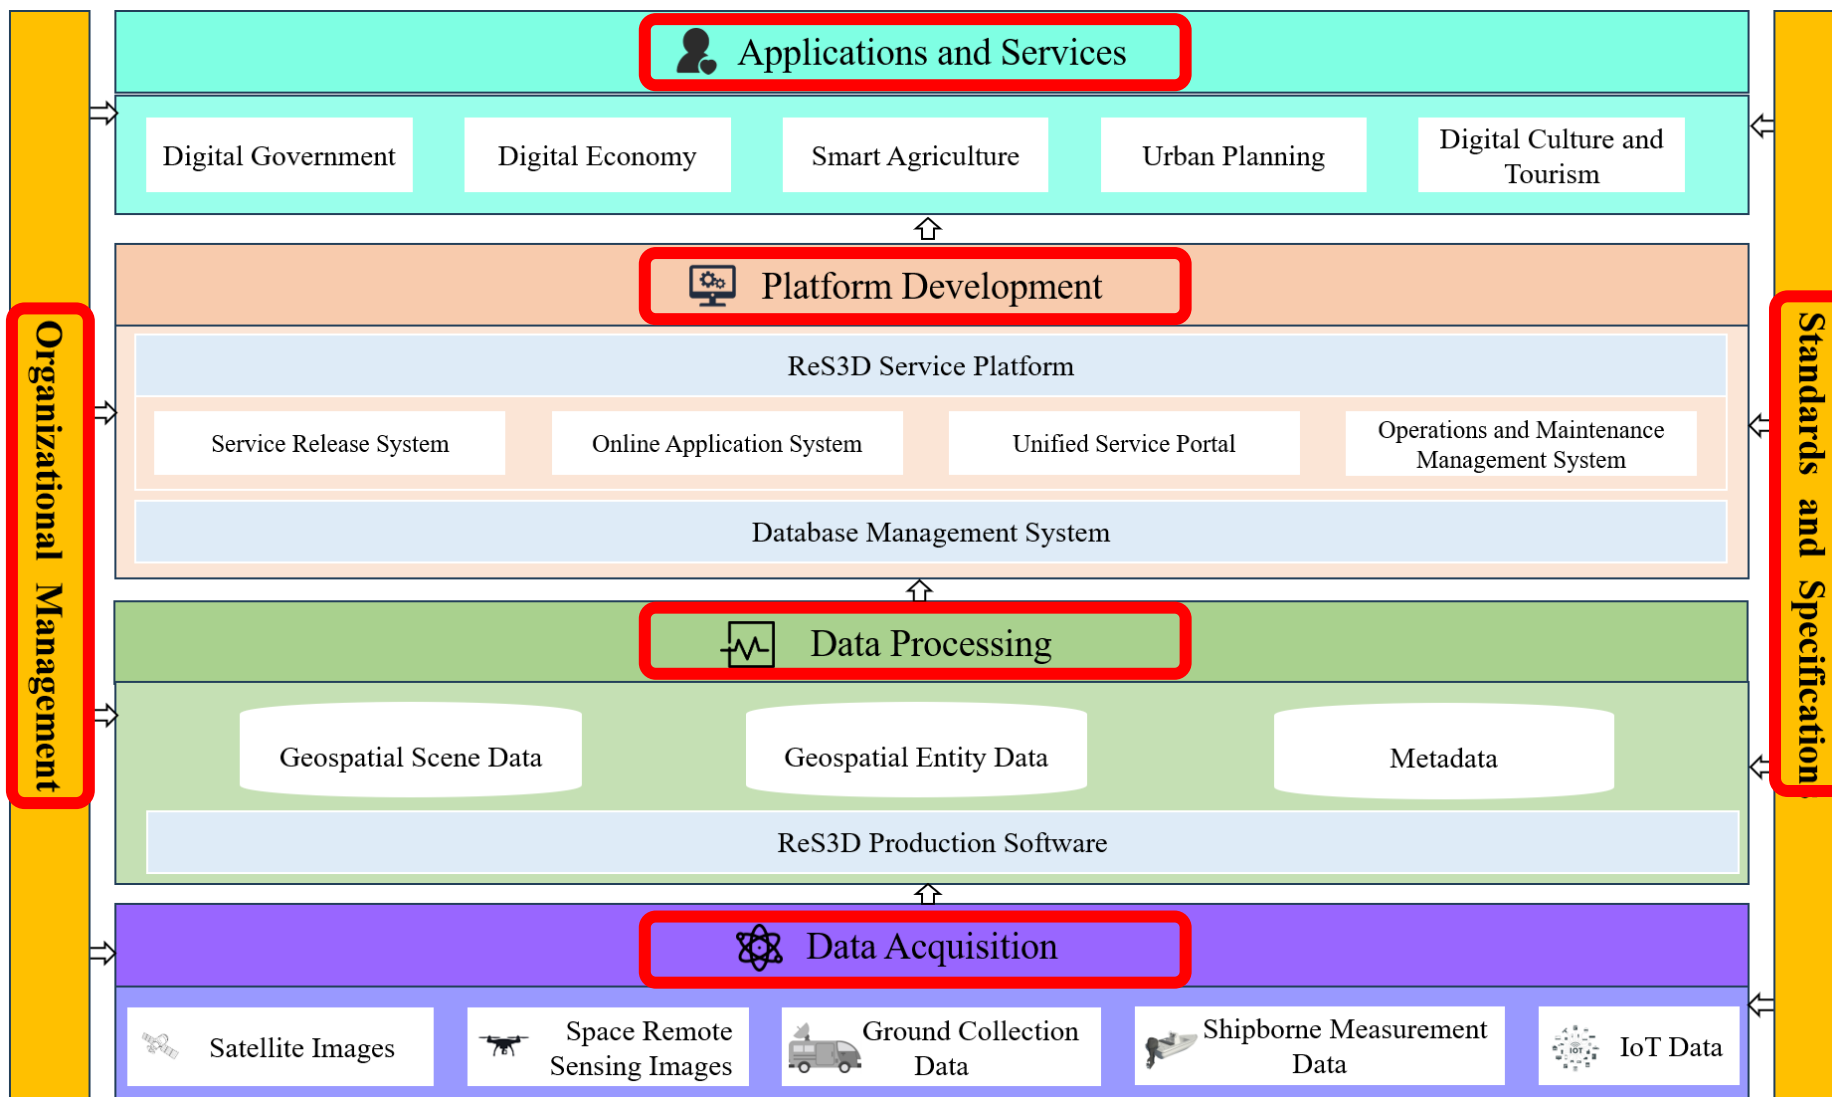 Applications and Services
Digital Government
Digital Economy
Smart Agriculture
Urban Planning
Digital Culture and
Tourism
Platform Development
ReS3D Service Platform
Service Release System
Online Application System
Unified Service Portal
Operations and Maintenance
Management System
Database Management System
Data Processing
Geospatial Scene Data
Geospatial Entity Data
Metadata
ReS3D Production Software
Data Acquisition
Satellite Images
Space Remote
Sensing Images
Ground Collection
Data
Shipborne Measurement
Data
IOT
IoT Data
Organizational Management
Standards and Specifications